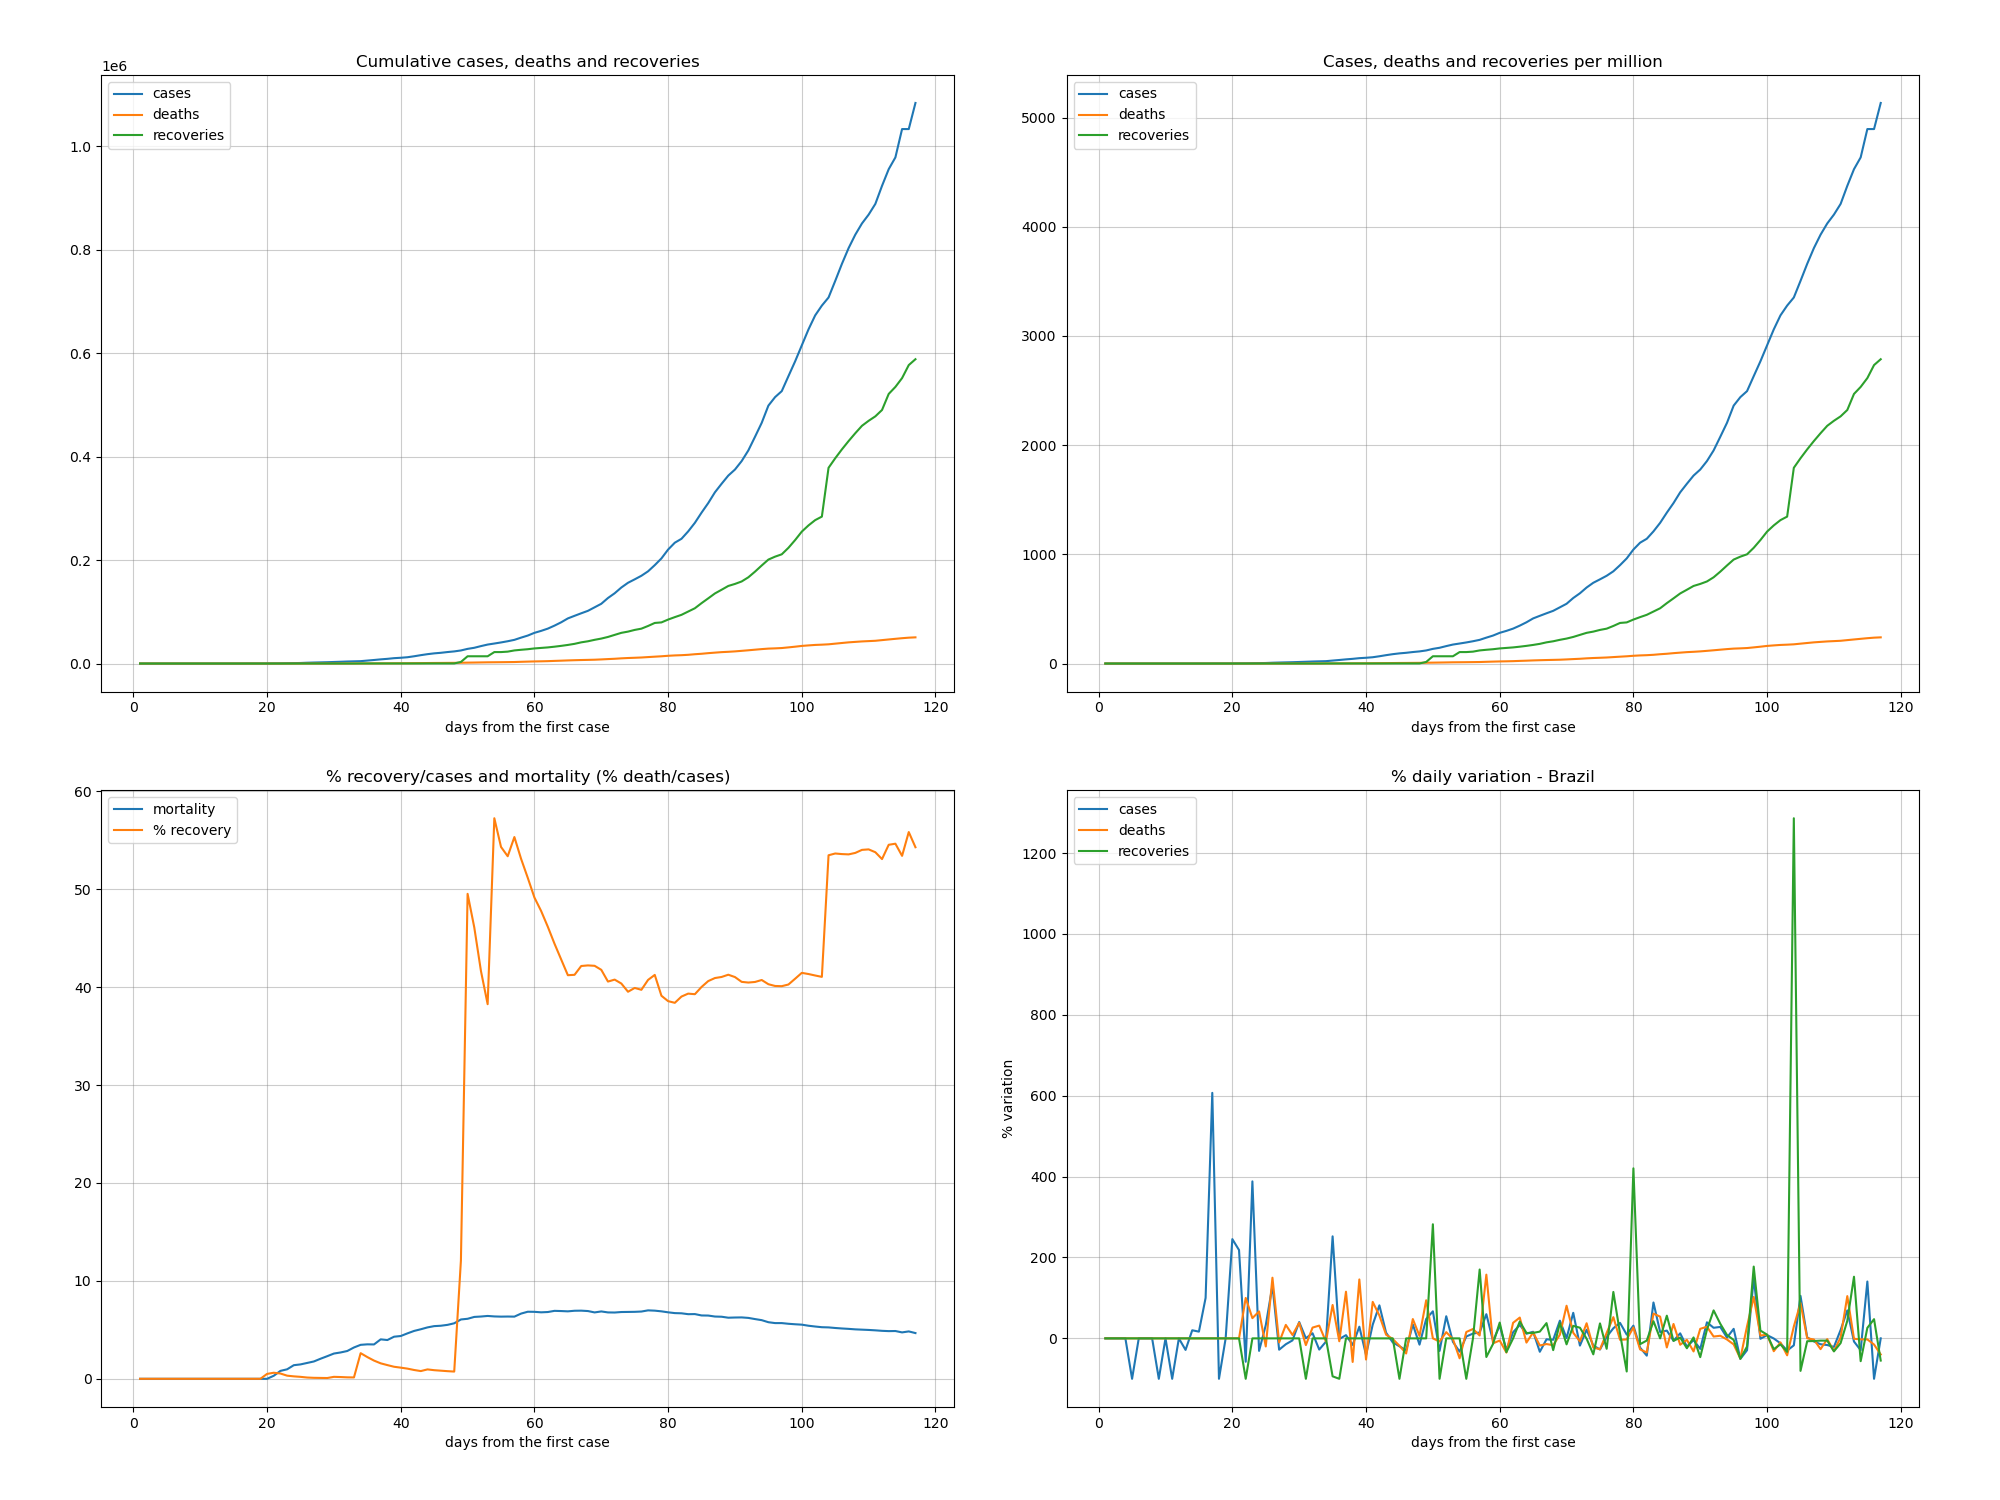 Cumulative cases, deaths and recoveries
1e6
cases
deaths
recoveries
1.0
0.8
0.6
0.4
0.2
0.0
0 20 40 60 80 100 120
days from the first case
Cases, deaths and recoveries per million
cases
deaths
recoveries
5000
4000
3000
2000
1000
0
0 20 40 60 80 100 120
days from the first case
% recovery/cases and mortality (% death/cases)
mortality
% recovery
60
50
40
30
20
10
0
0 20 40 60 80 100 120
days from the first case
% daily variation - Brazil
cases
deaths
recoveries
% variation
1200
1000
800
600
400
200
0
0 20 40 60 80 100 120
days from the first case